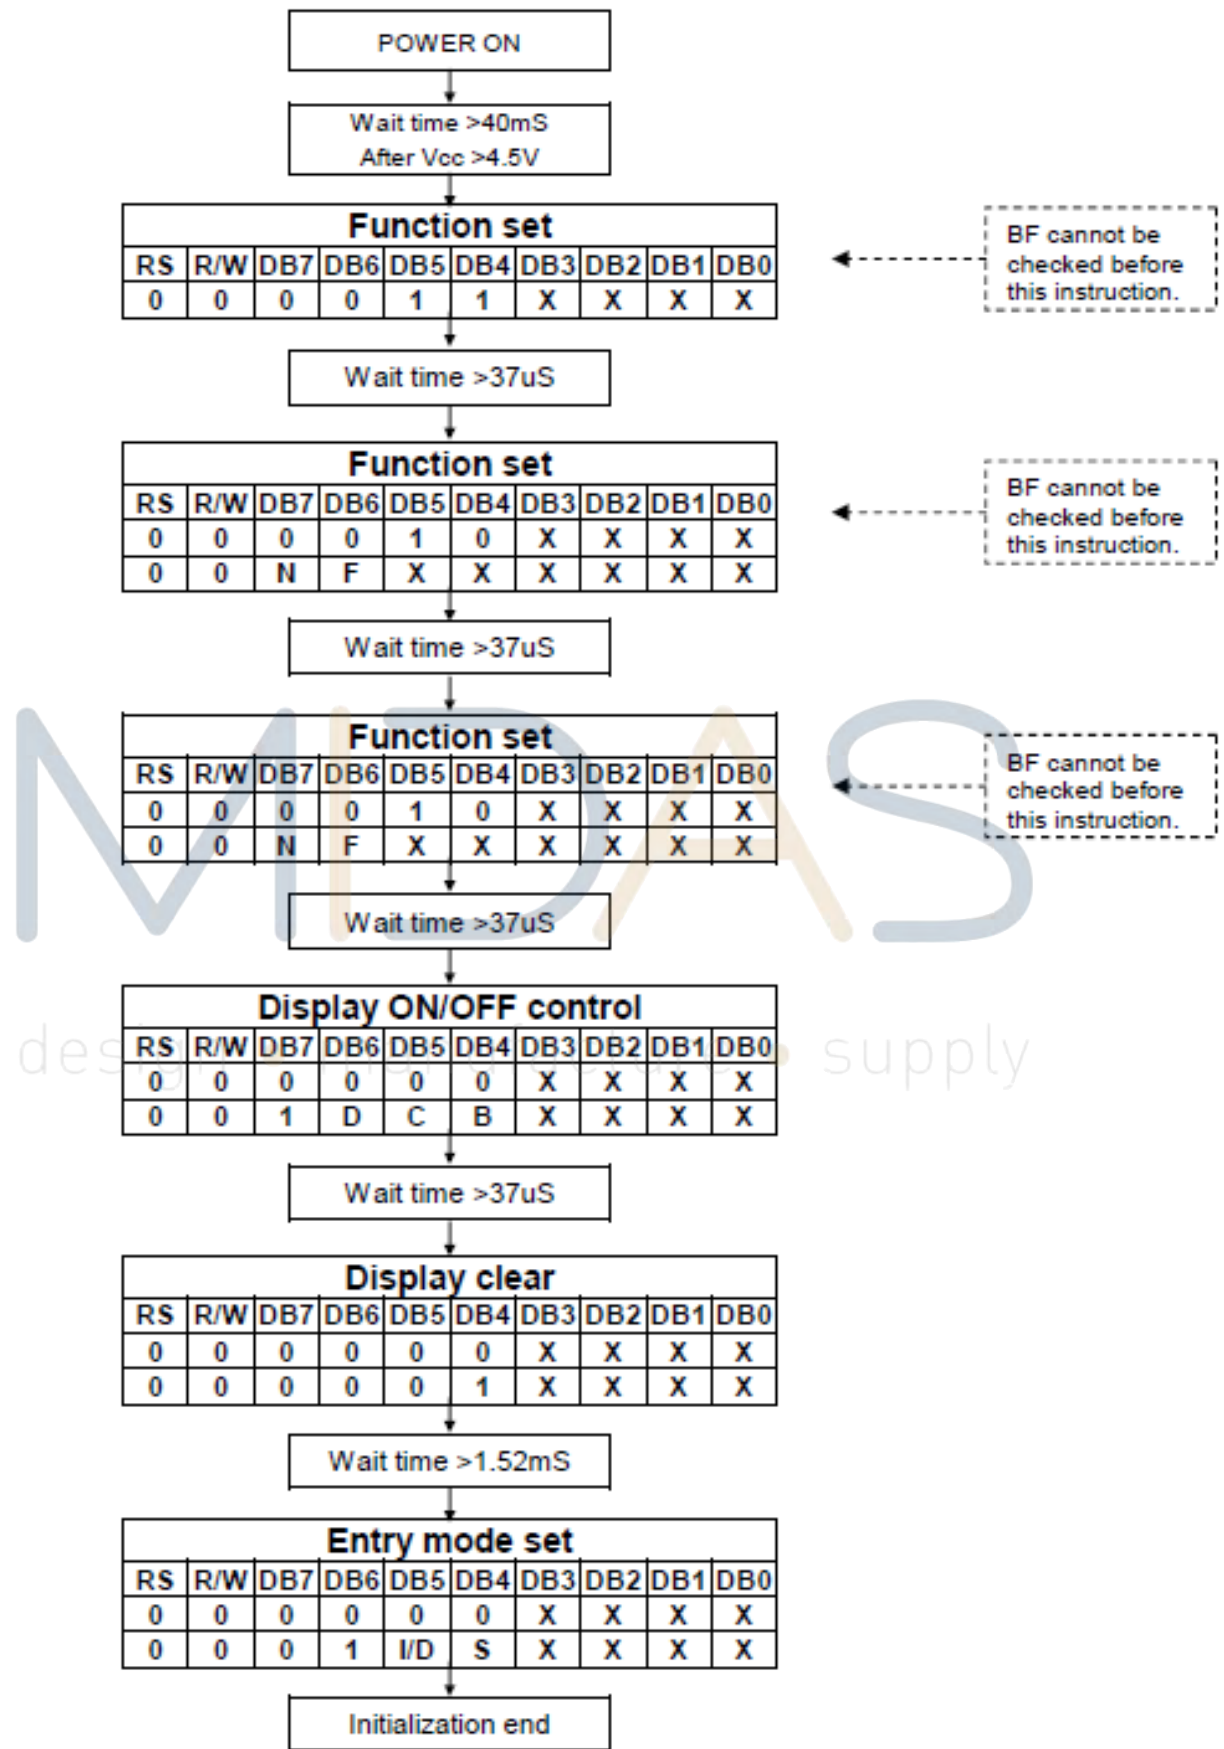 POWER ON
Wait time >40mS
After Vcc >4.5V
Function set
RS R/W DB7 DB6 DB5 DB4 DB3 DB2 DB1 DB0
0 0 0 0 1 1 X X X X
BF cannot be
checked before
this instruction.
Wait time >37uS
Function set
RS R/W DB7 DB6 DB5 DB4 DB3 DB2 DB1 DB0
0 0 0 0 1 0 X X X X
0 0 N F X X X X X X
BF cannot be
checked before
this instruction.
Wait time >37uS
Function set
RS R/W DB7 DB6 DB5 DB4 DB3 DB2 DB1 DB0
0 0 0 0 1 0 X X X X
0 0 N F X X X X X X
BF cannot be
checked before
this instruction.
MIDAS
Wait time >37uS
Display ON/OFF control
RS R/W DB7 DB6 DB5 DB4 DB3 DB2 DB1 DB0
0 0 0 0 0 0 X X X X
0 0 1 D C B X X X X
design • manufacture • supply
Wait time >37uS
Display clear
RS R/W DB7 DB6 DB5 DB4 DB3 DB2 DB1 DB0
0 0 0 0 0 0 X X X X
0 0 0 0 0 1 X X X X
Wait time >1.52mS
Entry mode set
RS R/W DB7 DB6 DB5 DB4 DB3 DB2 DB1 DB0
0 0 0 0 0 0 X X X X
0 0 0 1 I/D S X X X X
Initialization end